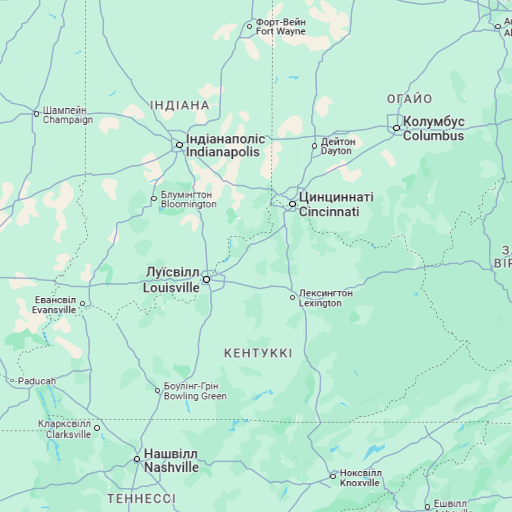 Форт-Вейн
Fort Wayne
ОГАЙО
ІНДІАНА
Шампейн
Champaign
Колумбус
Columbus
Індіанаполіс
Indianapolis
Дейтон
Dayton
Блумінгтон
Bloomington
Цинциннаті
Cincinnati
Луїсвілл
Louisville
Лексингтон
Lexington
Евансвіл
Evansville
КЕНТУККІ
Paducah
Боулінг-Грін
Bowling Green
Кларксвілл
Clarksville
Нашвілл
Nashville
Ноксвілл
Knoxville
ТЕННЕССІ
Ешвілл